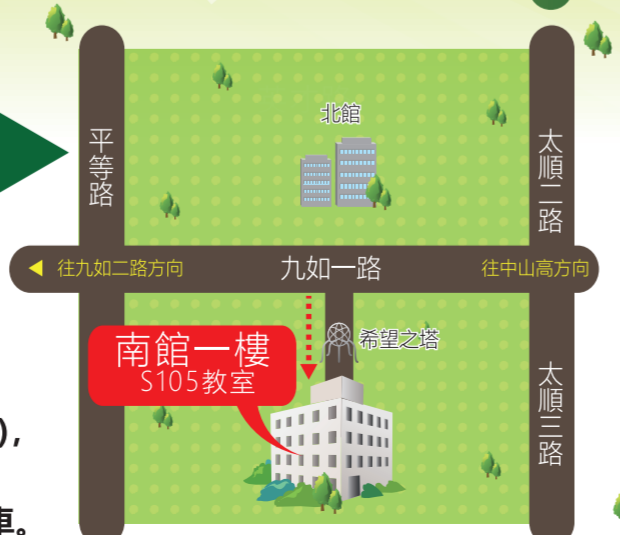 北館
平等路
太順二路
往九如二路方向
九如一路
往中山高方向
希望之塔
南館一樓
S105教室
太順三路
),
車。